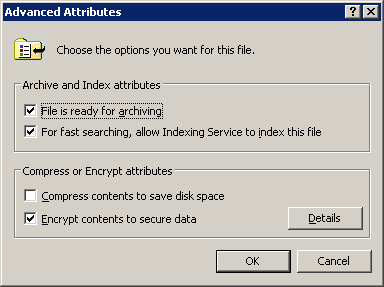 Advanced Attributes
Choose the options you want for this file.
Archive and Index attributes
File is ready for archiving
For fast searching, allow Indexing Service to index this file
Compress or Encrypt attributes
Compress contents to save disk space
Encrypt contents to secure data
Details
OK
Cancel